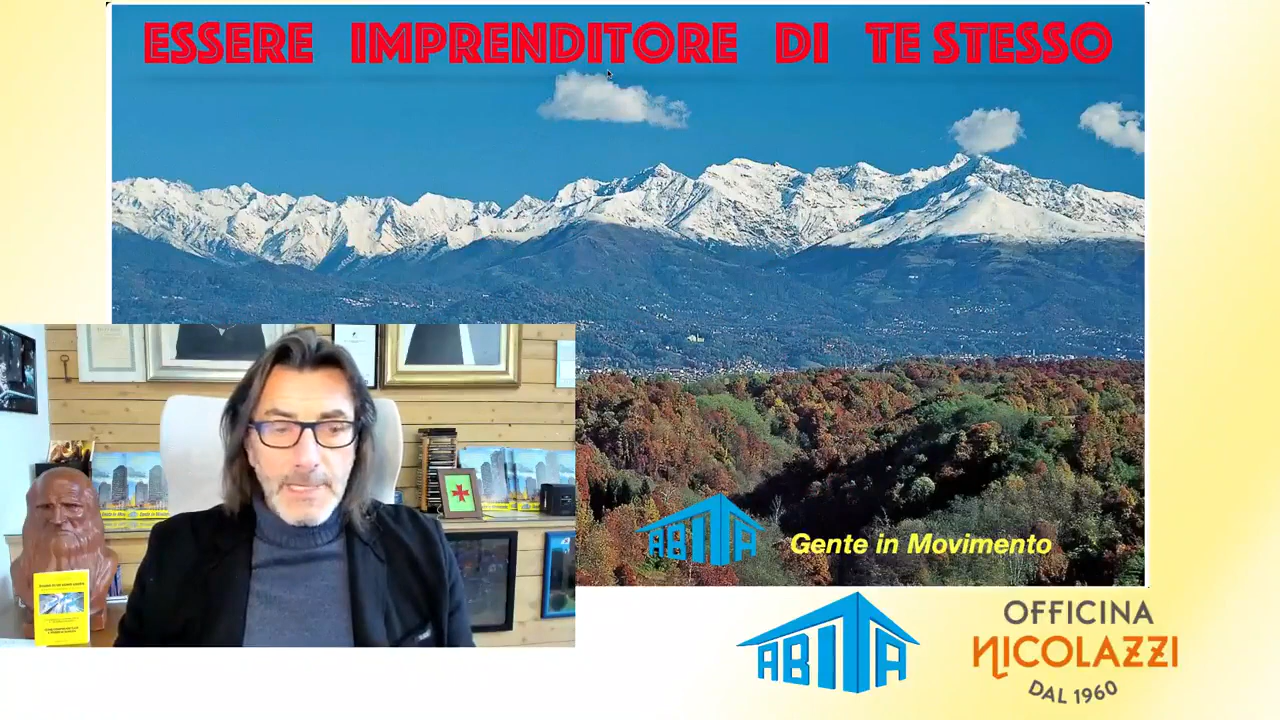 ESSERE IMPRENDITORE DI TE STESSO
ABITA
Gente in Movimento
ABITA
OFFICINA
NICOLAZZI
DAL 1960